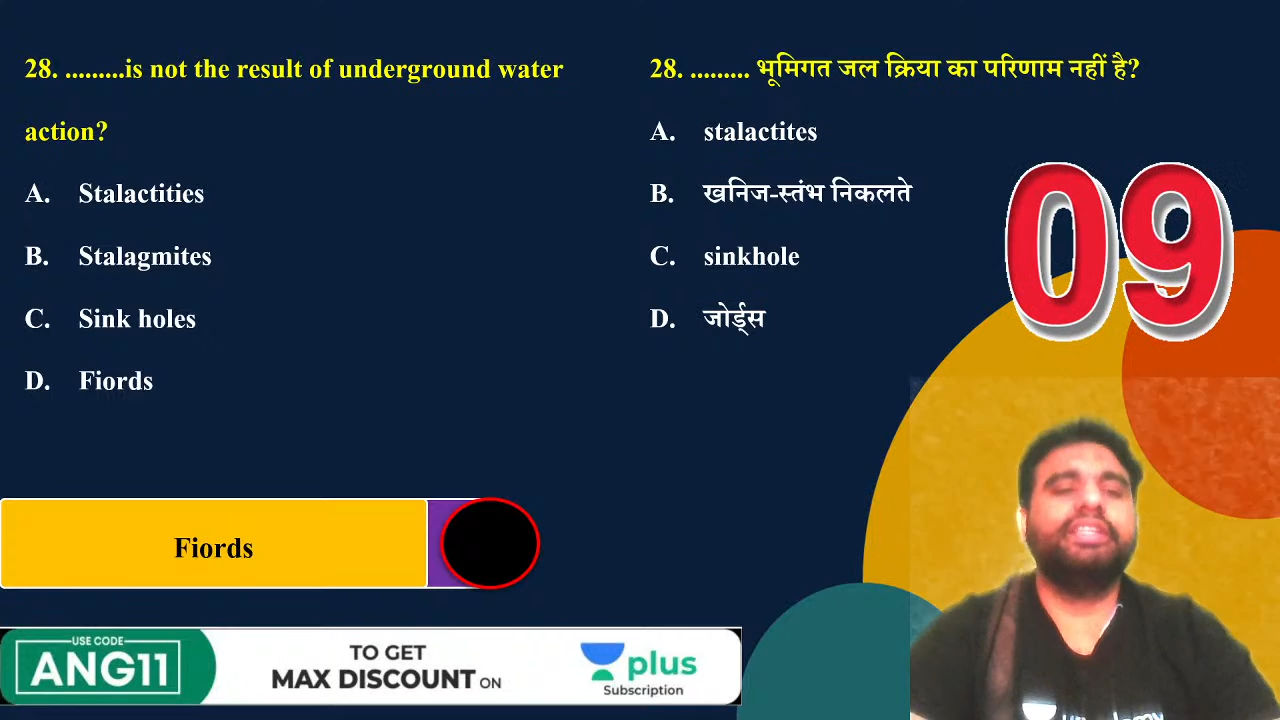 28. .........is not the result of underground water
action?
A. Stalactities
B. Stalagmites
C. Sink holes
D. Fiords
28. ......... भूमिगत जल क्रिया का परिणाम नहीं है?
A. stalactites
B. खनिज-स्तंभ निकलते
C. sinkhole
D. जोर्ड्स
09
Fiords
USE CODE
ANG11
TO GET
MAX DISCOUNT ON
plus
Subscription